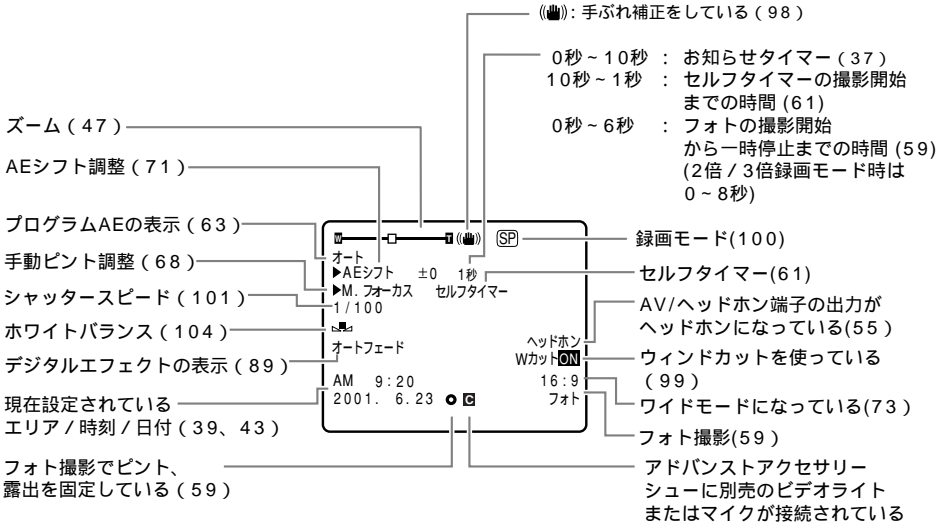 ((手)): 手ぶれ補正をしている (98)
0秒~10秒 : お知らせタイマー (37)
10秒~1秒 : セルフタイマーの撮影開始
までの時間 (61)
0秒~6秒 : フォトの撮影開始
から一時停止までの時間 (59)
(2倍/3倍録画モード時は
0~8秒)
ズーム (47)
AEシフト調整 (71)
プログラムAEの表示 (63)
手動ピント調整 (68)
シャッタースピード (101)
ホワイトバランス (104)
デジタルエフェクトの表示 (89)
現在設定されている
エリア/時刻/日付 (39、43)
フォト撮影でピント、
露出を固定している (59)
W T SP
オート
▶AEシフト ±0 1秒
▶M.フォーカス セルフタイマー
1/100
オートフェード
ヘッドホン
Wカット ON
AM 9:20
16:9
2001. 6.23 C
フォト
録画モード(100)
セルフタイマー(61)
AV/ヘッドホン端子の出力が
ヘッドホンになっている(55)
ウィンドカットを使っている
(99)
ワイドモードになっている(73)
フォト撮影(59)
アドバンストアクセサリー
シューに別売のビデオライト
またはマイクが接続されている